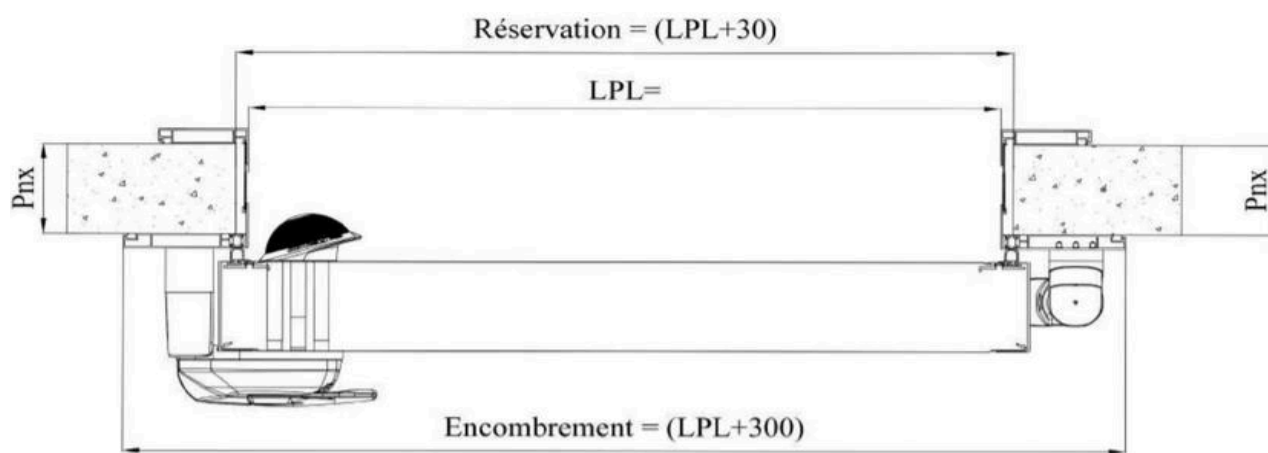 Réservation = (LPL+30)
LPL=
Pnx
Pnx
Encombrement = (LPL+300)